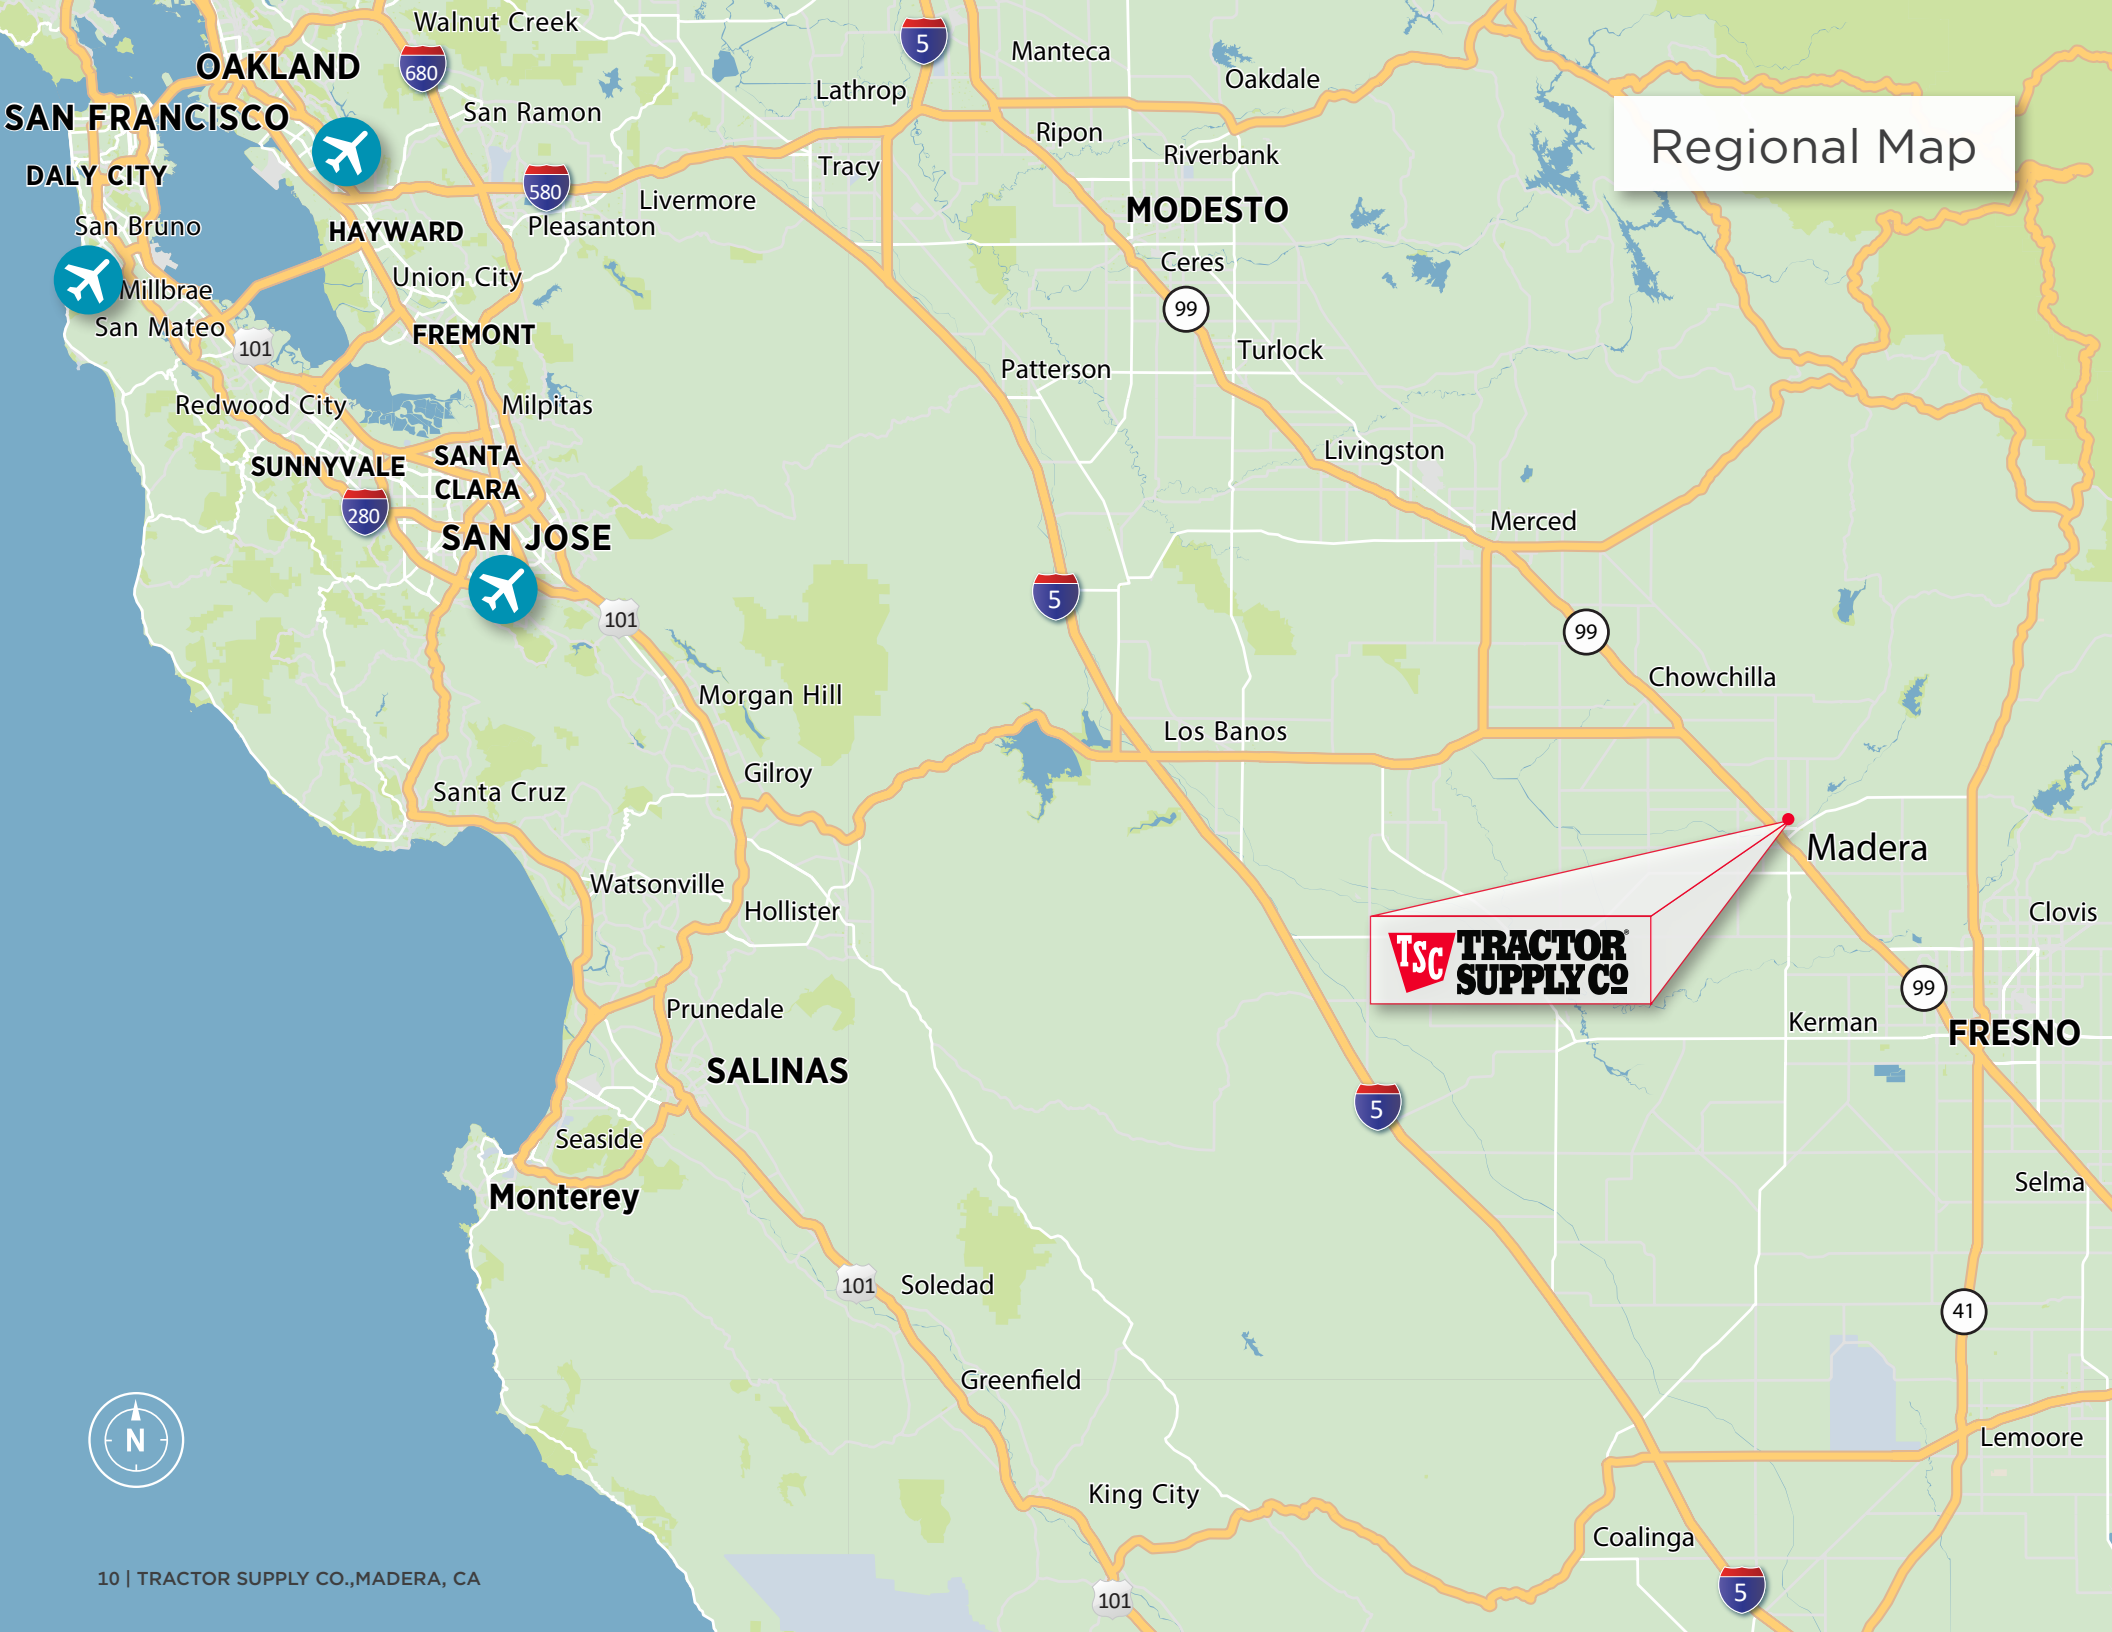 Walnut Creek
5
Manteca
OAKLAND
680
Oakdale
Lathrop
SAN FRANCISCO
San Ramon
Ripon
Regional Map
Riverbank
Tracy
DALY CITY
580
Livermore
MODESTO
San Bruno
HAYWARD
Pleasanton
Ceres
Union City
Millbrae
99
San Mateo
FREMONT
101
Turlock
Patterson
Redwood City
Milpitas
Livingston
SUNNYVALE
SANTA
CLARA
280
Merced
SAN JOSE
5
101
99
Chowchilla
Morgan Hill
Los Banos
Gilroy
Santa Cruz
Madera
Watsonville
Hollister
Clovis
TSC TRACTOR
SUPPLY CO
99
Prunedale
Kerman
FRESNO
SALINAS
5
Seaside
Selma
Monterey
101
Soledad
41
Greenfield
N
Lemoore
King City
Coalinga
10 | TRACTOR SUPPLY CO.,MADERA, CA
5
101